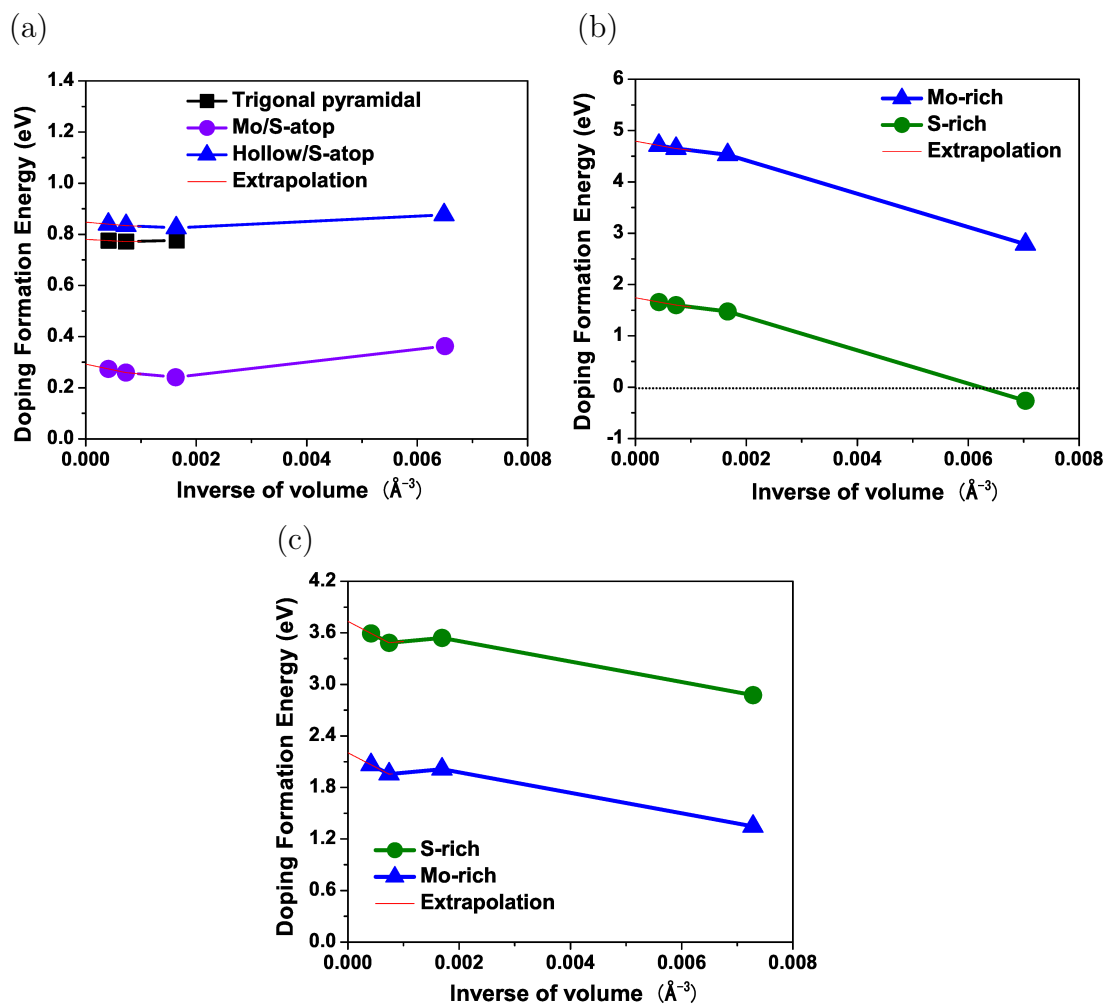 (a)
Doping Formation Energy (eV)
1.4
1.2
1.0
0.8
0.6
0.4
0.2
0.0
Trigonal pyramidal
Mo/S-atop
Hollow/S-atop
Extrapolation
0.000 0.002 0.004 0.006 0.008
Inverse of volume (Å⁻³)
(b)
Doping Formation Energy (eV)
6
5
4
3
2
1
0
-1
Mo-rich
S-rich
Extrapolation
0.000 0.002 0.004 0.006 0.008
Inverse of volume (Å⁻³)
(c)
Doping Formation Energy (eV)
4.2
3.6
3.0
2.4
1.8
1.2
0.6
0.0
S-rich
Mo-rich
Extrapolation
0.000 0.002 0.004 0.006 0.008
Inverse of volume (Å⁻³)